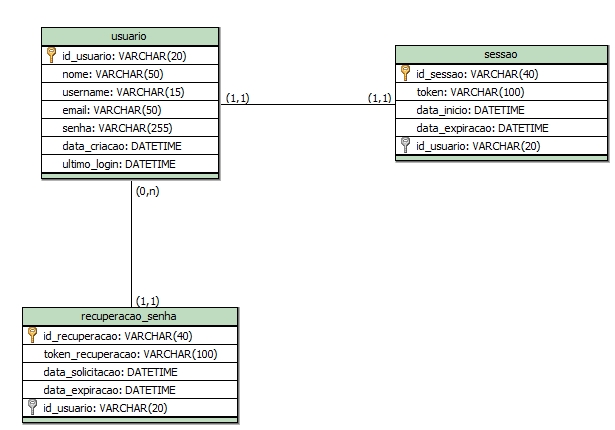 usuario
id_usuario: VARCHAR(20)
nome: VARCHAR(50)
username: VARCHAR(15)
email: VARCHAR(50)
senha: VARCHAR(255)
data_criacao: DATETIME
ultimo_login: DATETIME
(1,1)
(1,1)
sessao
id_sessao: VARCHAR(40)
token: VARCHAR(100)
data_inicio: DATETIME
data_expiracao: DATETIME
id_usuario: VARCHAR(20)
(0,n)
(1,1)
recuperacao_senha
id_recuperacao: VARCHAR(40)
token_recuperacao: VARCHAR(100)
data_solicitacao: DATETIME
data_expiracao: DATETIME
id_usuario: VARCHAR(20)